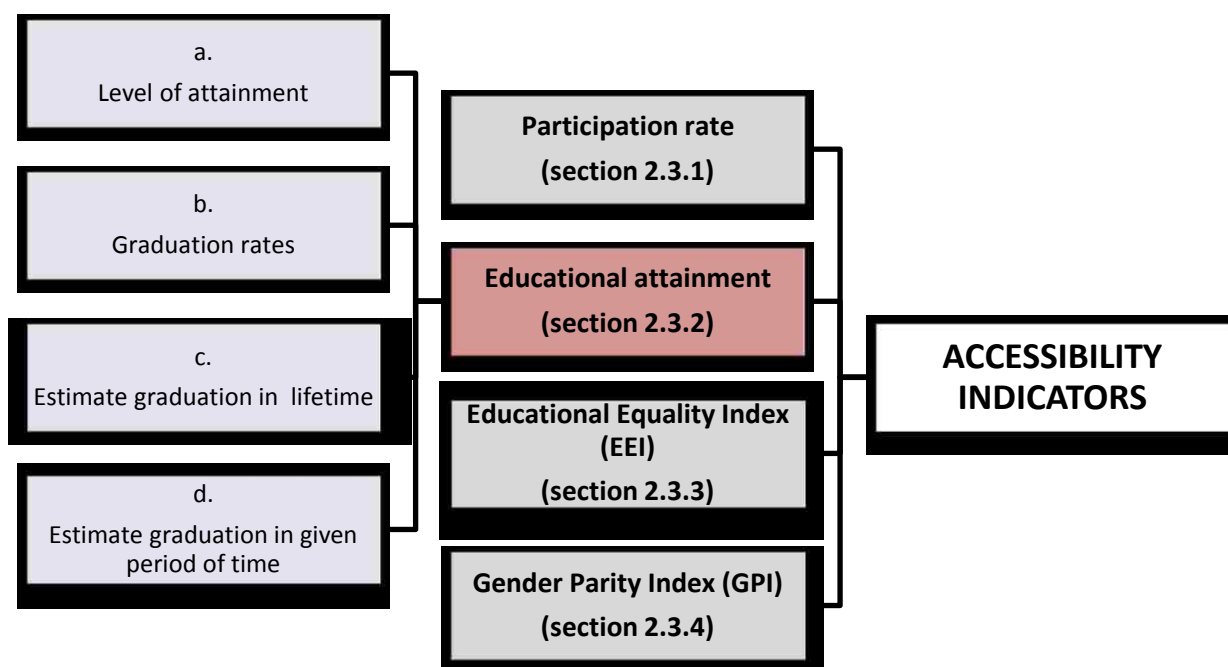 a.
Level of attainment
b.
Graduation rates
c.
Estimate graduation in lifetime
d.
Estimate graduation in given
period of time
Participation rate
(section 2.3.1)
Educational attainment
(section 2.3.2)
Educational Equality Index
(EEI)
(section 2.3.3)
Gender Parity Index (GPI)
(section 2.3.4)
ACCESSIBILITY
INDICATORS